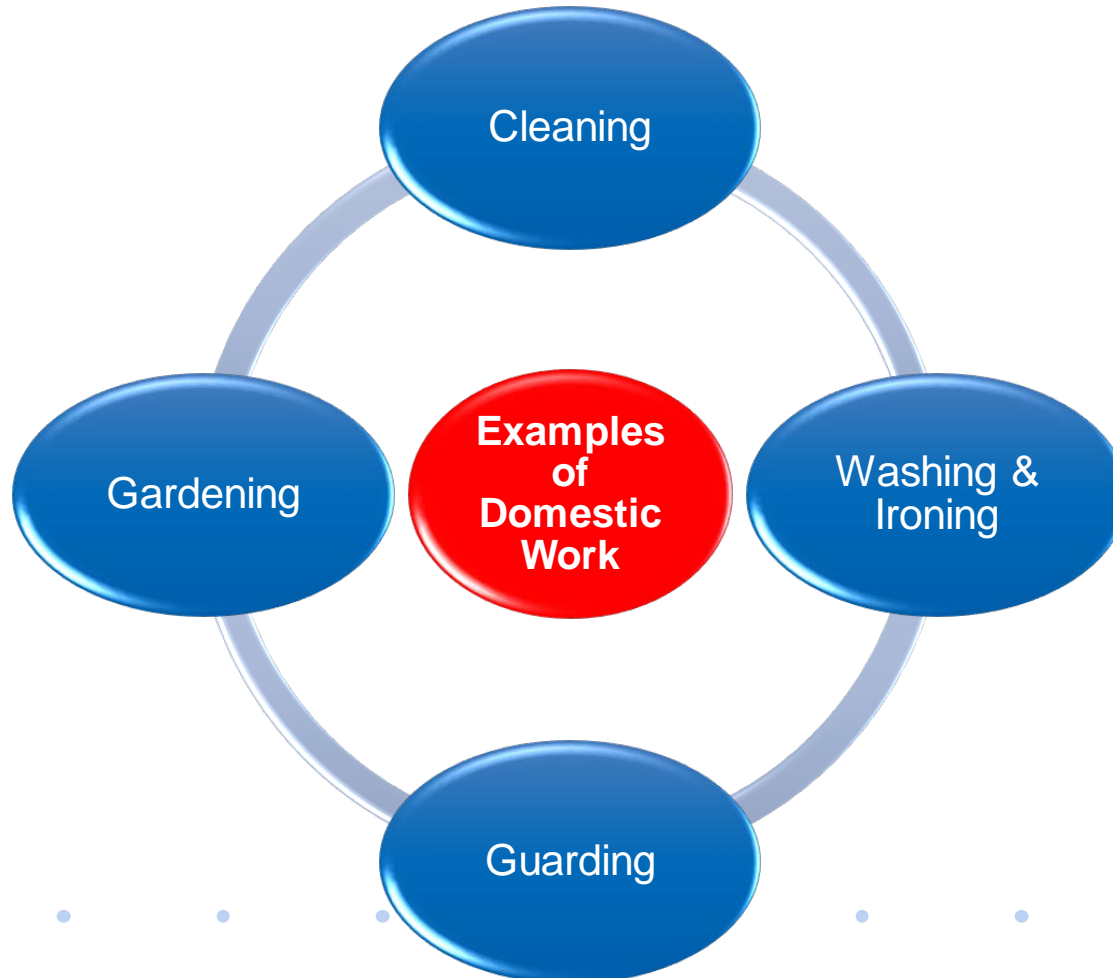 Cleaning
Gardening
Examples
of
Domestic
Work
Washing &
Ironing
Guarding